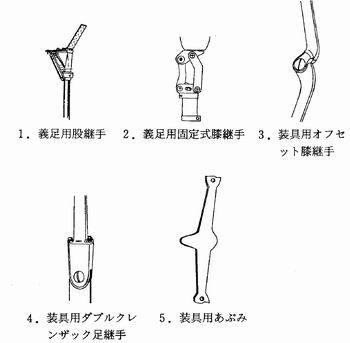 1．義足用股継手
2．義足用固定式膝継手
3．装具用オフセ
ット膝継手
4．装具用ダブルクレ
ンザック足継手
5．装具用あぶみ